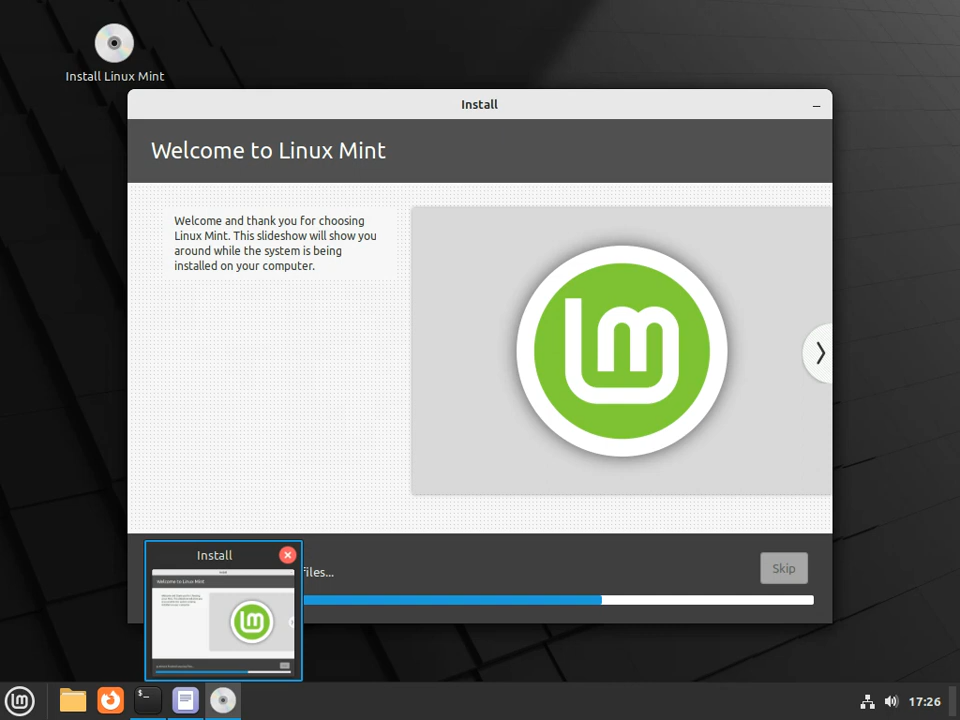 Install Linux Mint
Install
Welcome to Linux Mint
Welcome and thank you for choosing
Linux Mint. This slideshow will show you
around while the system is being
installed on your computer.
files...
Skip
Install
Welcome to Linux Mint
17:26